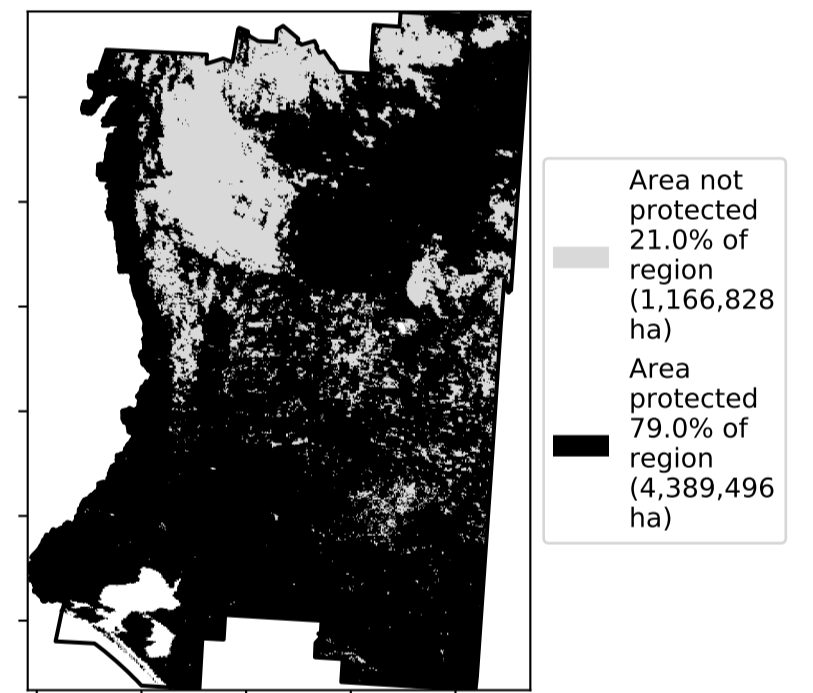 Area not
protected
21.0% of
region
(1,166,828
ha)
Area
protected
79.0% of
region
(4,389,496
ha)